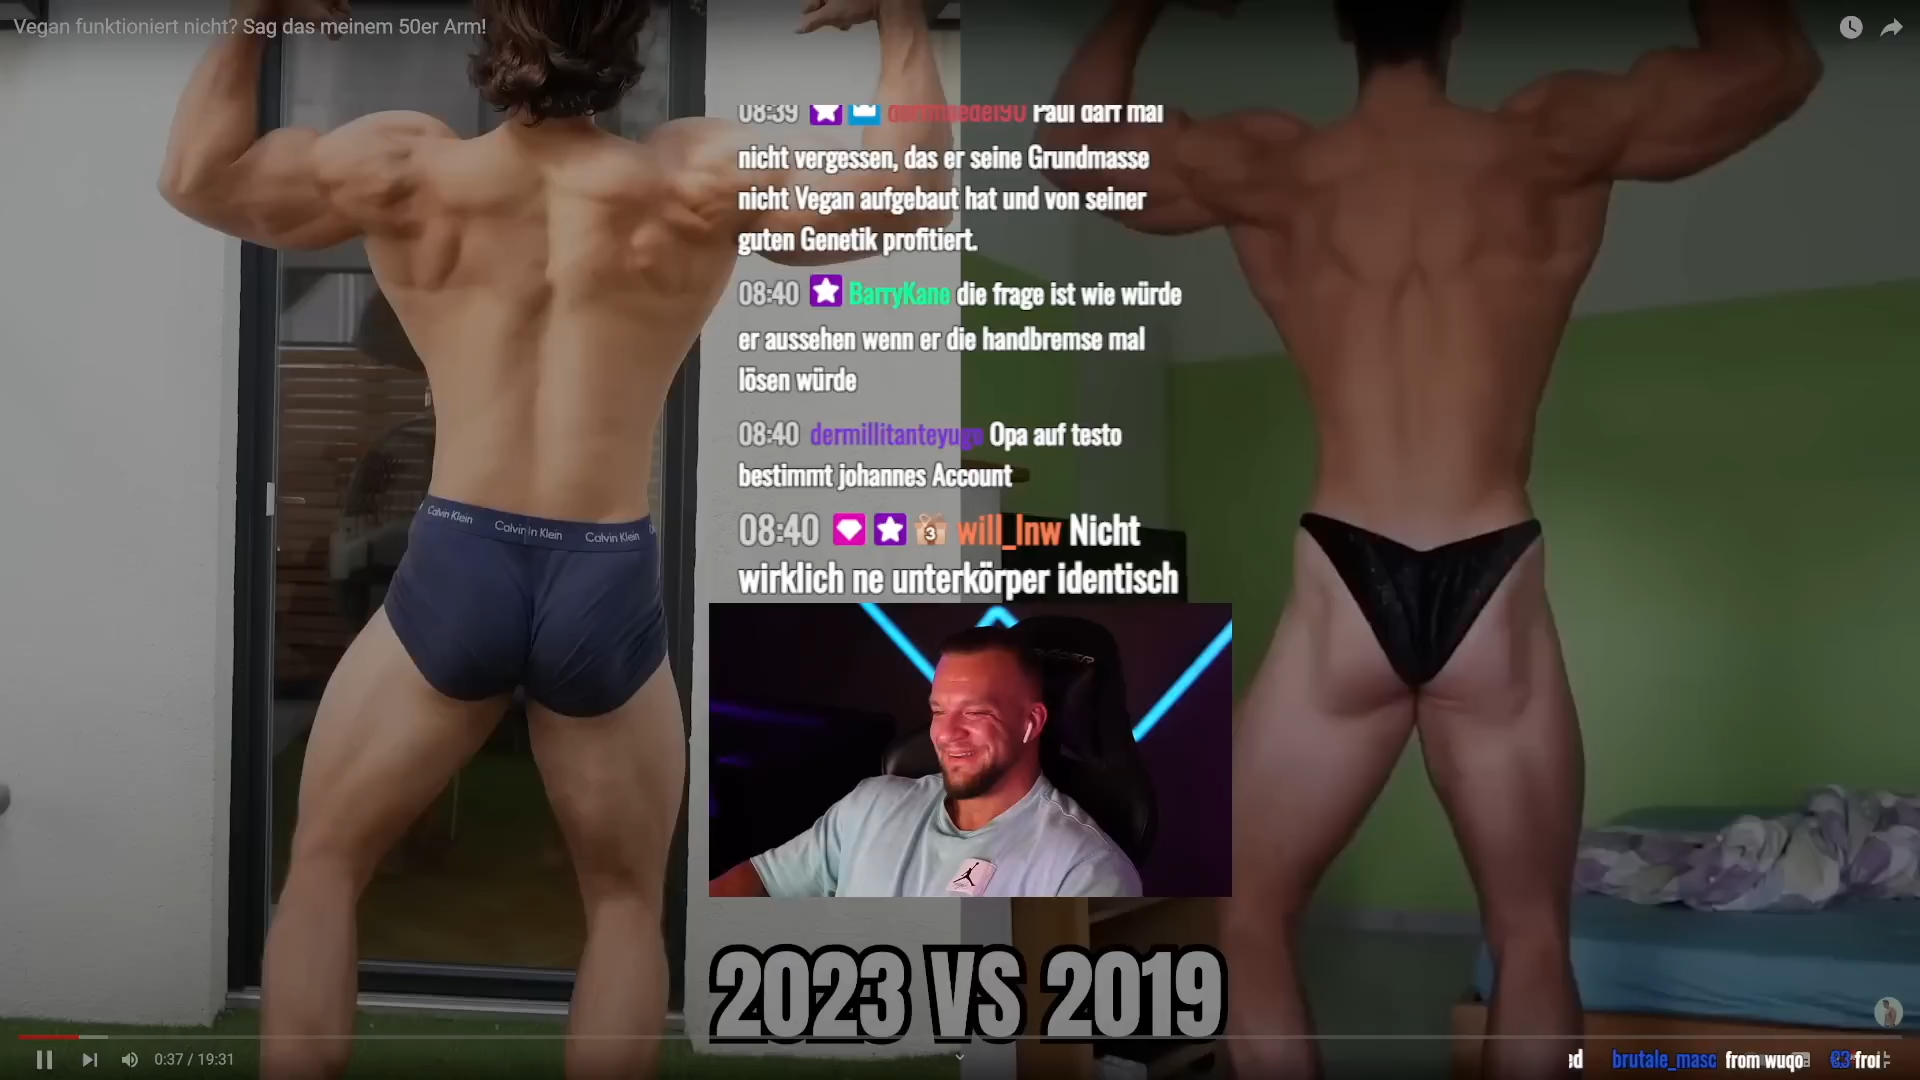 Vegan funktioniert nicht? Sag das meinem 50er Arm!
08:39 Paul darf mal
nicht vergessen, das er seine Grundmasse
nicht Vegan aufgebaut hat und von seiner
guten Genetik profitiert.
08:40 BarryKane die frage ist wie würde
er aussehen wenn er die handbremse mal
lösen würde
08:40 dermillitanteyugo Opa auf testo
bestimmt johannes Account
08:40 3 will_lnw Nicht
wirklich ne unterkörper identisch
Calvin Klein Calvin Klein Calvin Klein
2023 VS 2019
0:37 / 19:31
ed brutale_masc from wuqo